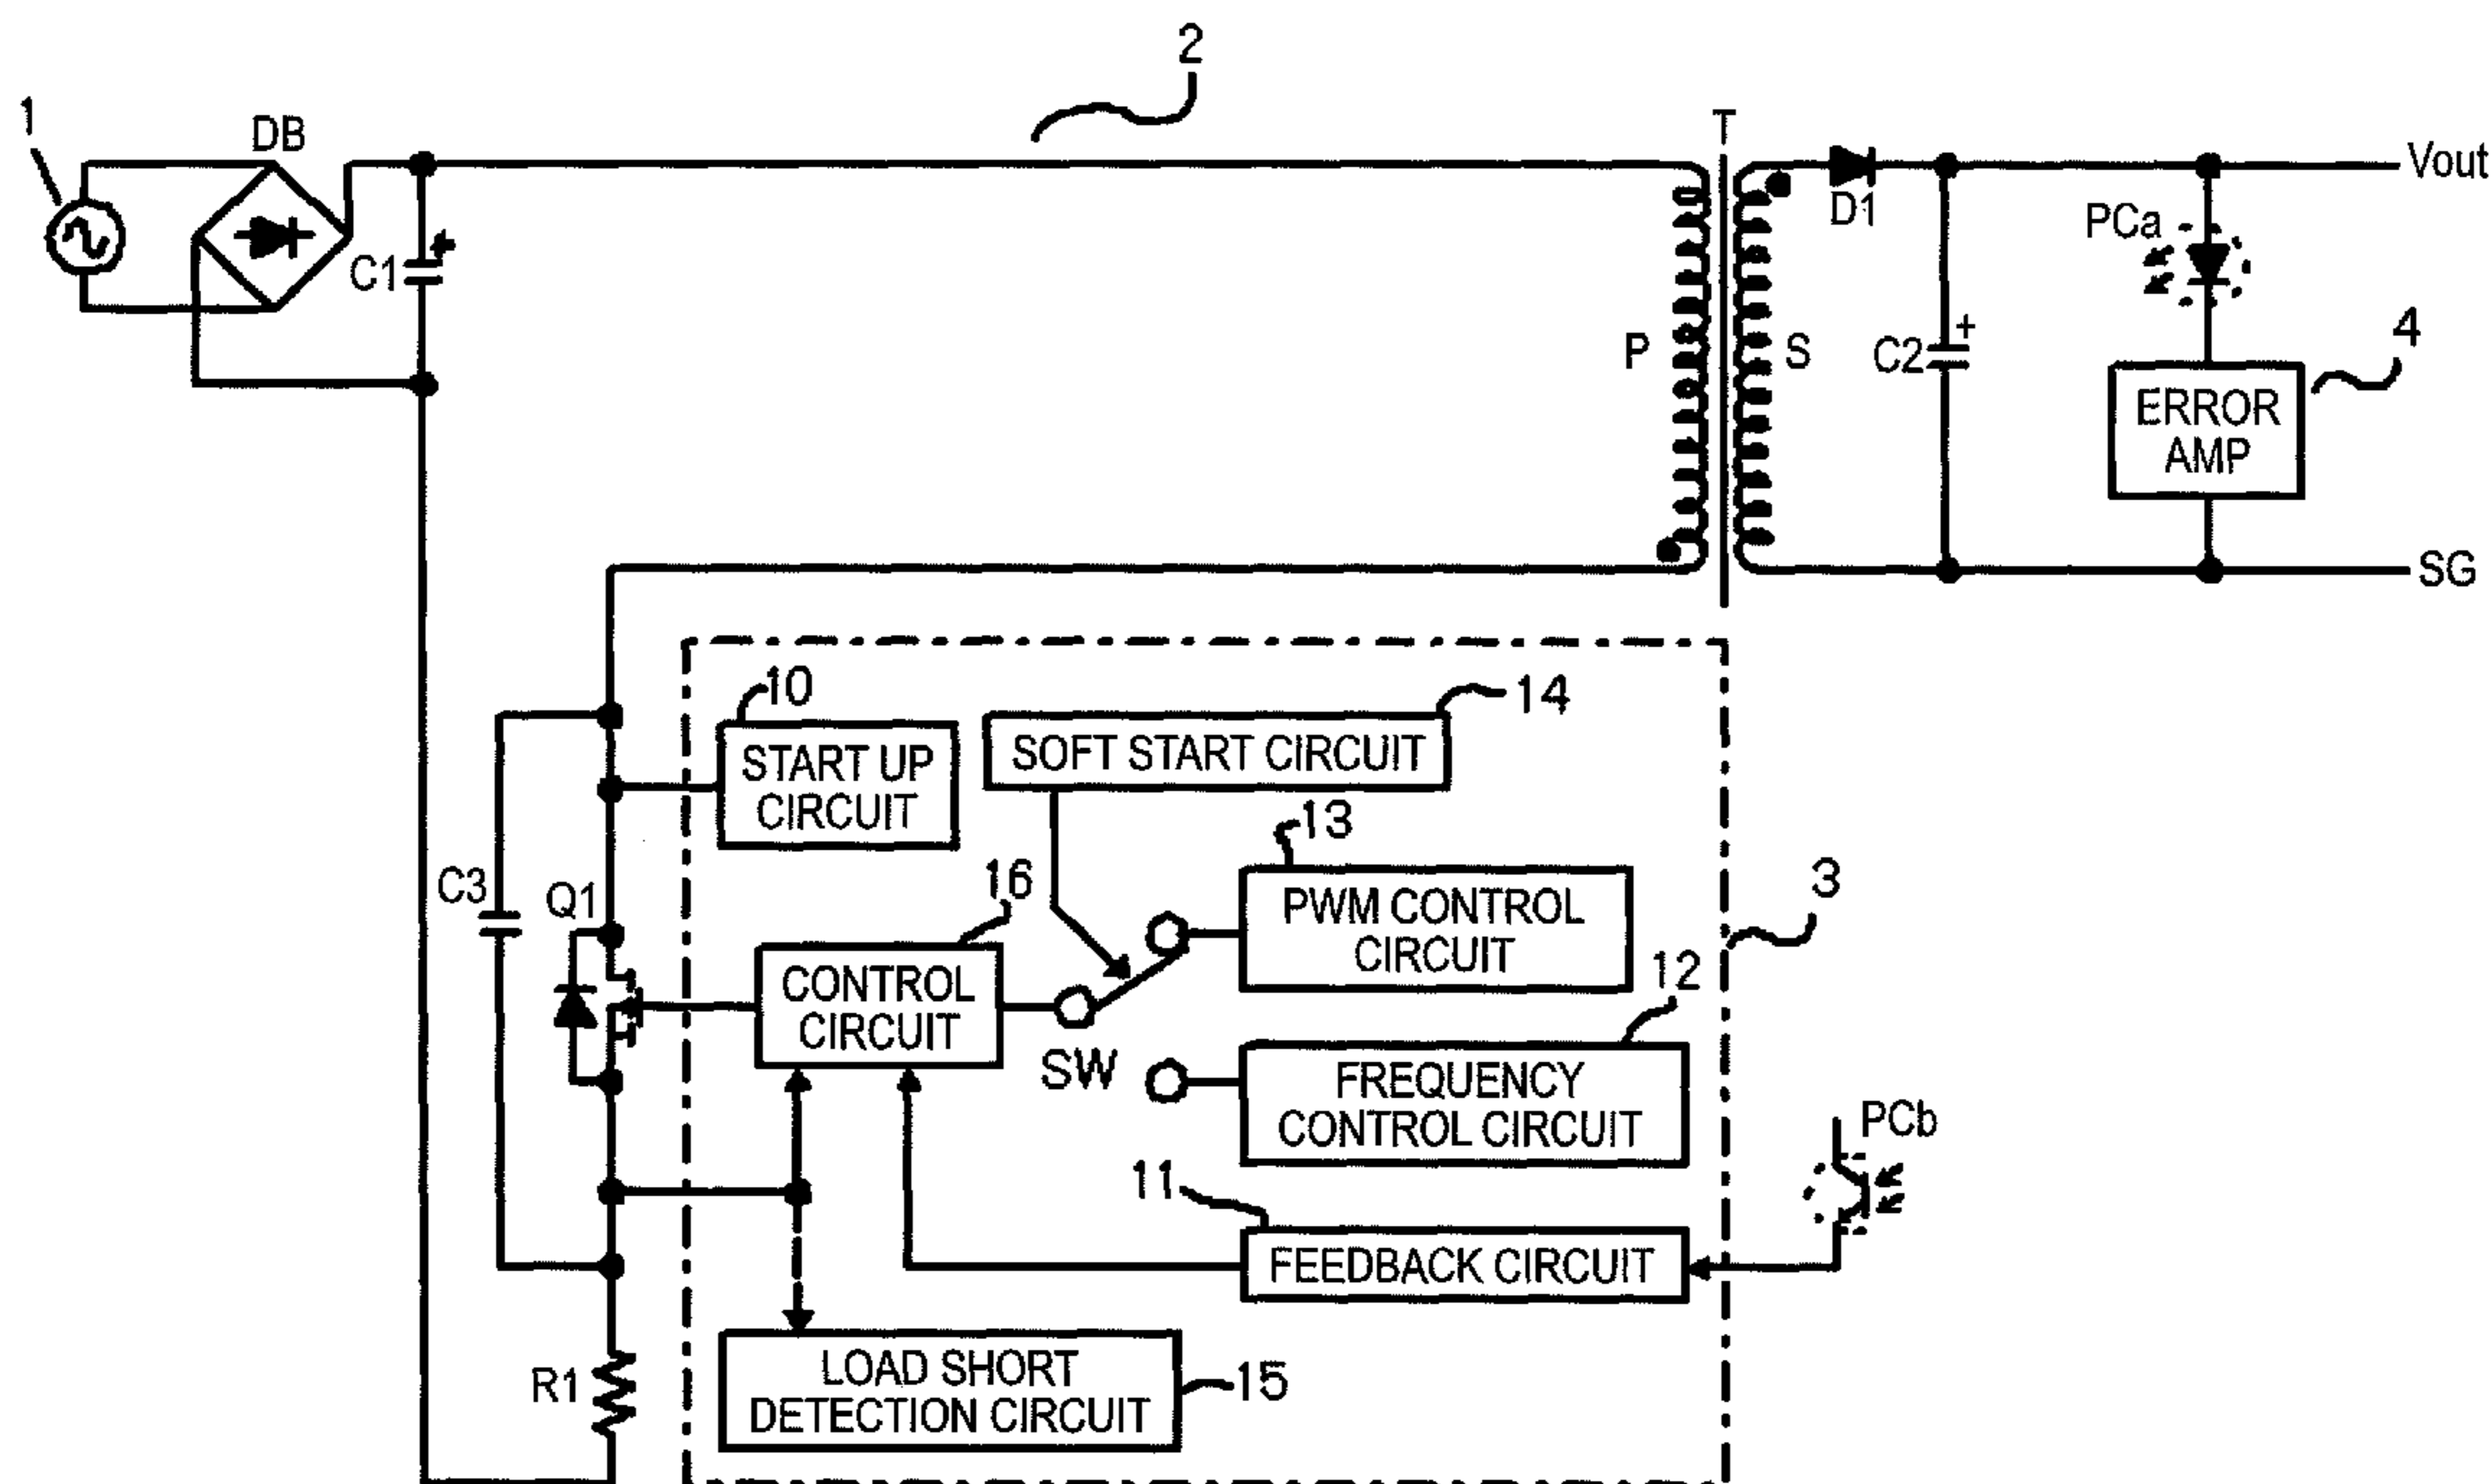 2
1
DB
T
Vout
D1
PCa
C1
P
S
C2
+
4
ERROR
AMP
SG
10
14
START UP
CIRCUIT
SOFT START CIRCUIT
13
C3
Q1
16
PWM CONTROL
CIRCUIT
3
12
CONTROL
CIRCUIT
SW
FREQUENCY
CONTROL CIRCUIT
PCb
11
FEEDBACK CIRCUIT
R1
LOAD SHORT
DETECTION CIRCUIT
15